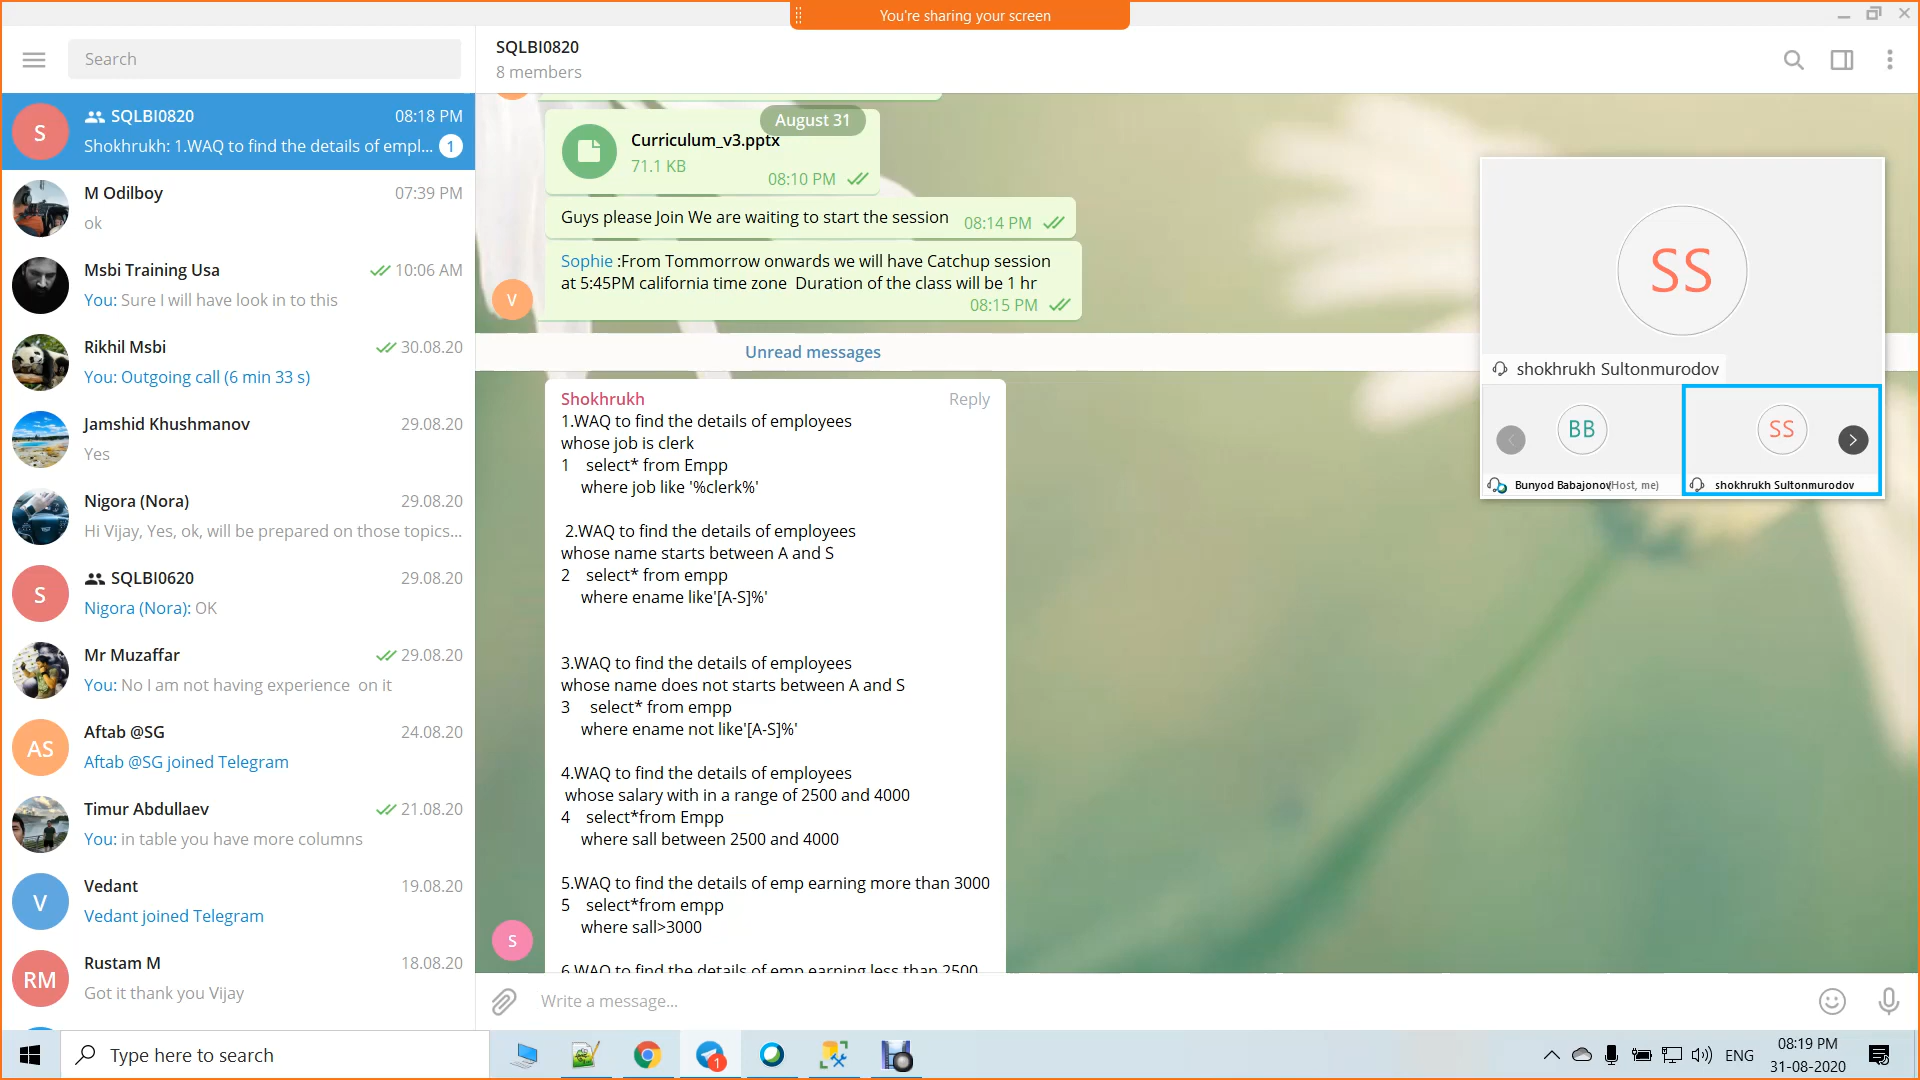 You're sharing your screen
Search
SQLBI0820
8 members
S
SQLBI0820
08:18 PM
Shokhrukh: 1.WAQ to find the details of empl...
1
M Odilboy
07:39 PM
ok
Msbi Training Usa
10:06 AM
You: Sure I will have look in to this
Rikhil Msbi
30.08.20
You: Outgoing call (6 min 33 s)
Jamshid Khushmanov
29.08.20
Yes
Nigora (Nora)
29.08.20
Hi Vijay, Yes, ok, will be prepared on those topics...
S
SQLBI0620
29.08.20
Nigora (Nora): OK
Mr Muzaffar
29.08.20
You: No I am not having experience on it
AS
Aftab @SG
24.08.20
Aftab @SG joined Telegram
Timur Abdullaev
21.08.20
You: in table you have more columns
V
Vedant
19.08.20
Vedant joined Telegram
RM
Rustam M
18.08.20
Got it thank you Vijay
August 31
Curriculum_v3.pptx
71.1 KB
08:10 PM
Guys please Join We are waiting to start the session
08:14 PM
Sophie :From Tommorrow onwards we will have Catchup session
at 5:45PM california time zone  Duration of the class will be 1 hr
08:15 PM
V
Unread messages
Shokhrukh
Reply
1.WAQ to find the details of employees
whose job is clerk
1    select* from Empp
where job like '%clerk%'
2.WAQ to find the details of employees
whose name starts between A and S
2    select* from empp
where ename like'[A-S]%'
3.WAQ to find the details of employees
whose name does not starts between A and S
3     select* from empp
where ename not like'[A-S]%'
4.WAQ to find the details of employees
whose salary with in a range of 2500 and 4000
4    select*from Empp
where sall between 2500 and 4000
5.WAQ to find the details of emp earning more than 3000
5    select*from empp
where sall>3000
6.WAQ to find the details of emp earning less than 2500
S
Write a message...
SS
shokhrukh Sultonmurodov
BB
Bunyod Babajonov(Host, me)
SS
shokhrukh Sultonmurodov
Type here to search
1
ENG
08:19 PM
31-08-2020